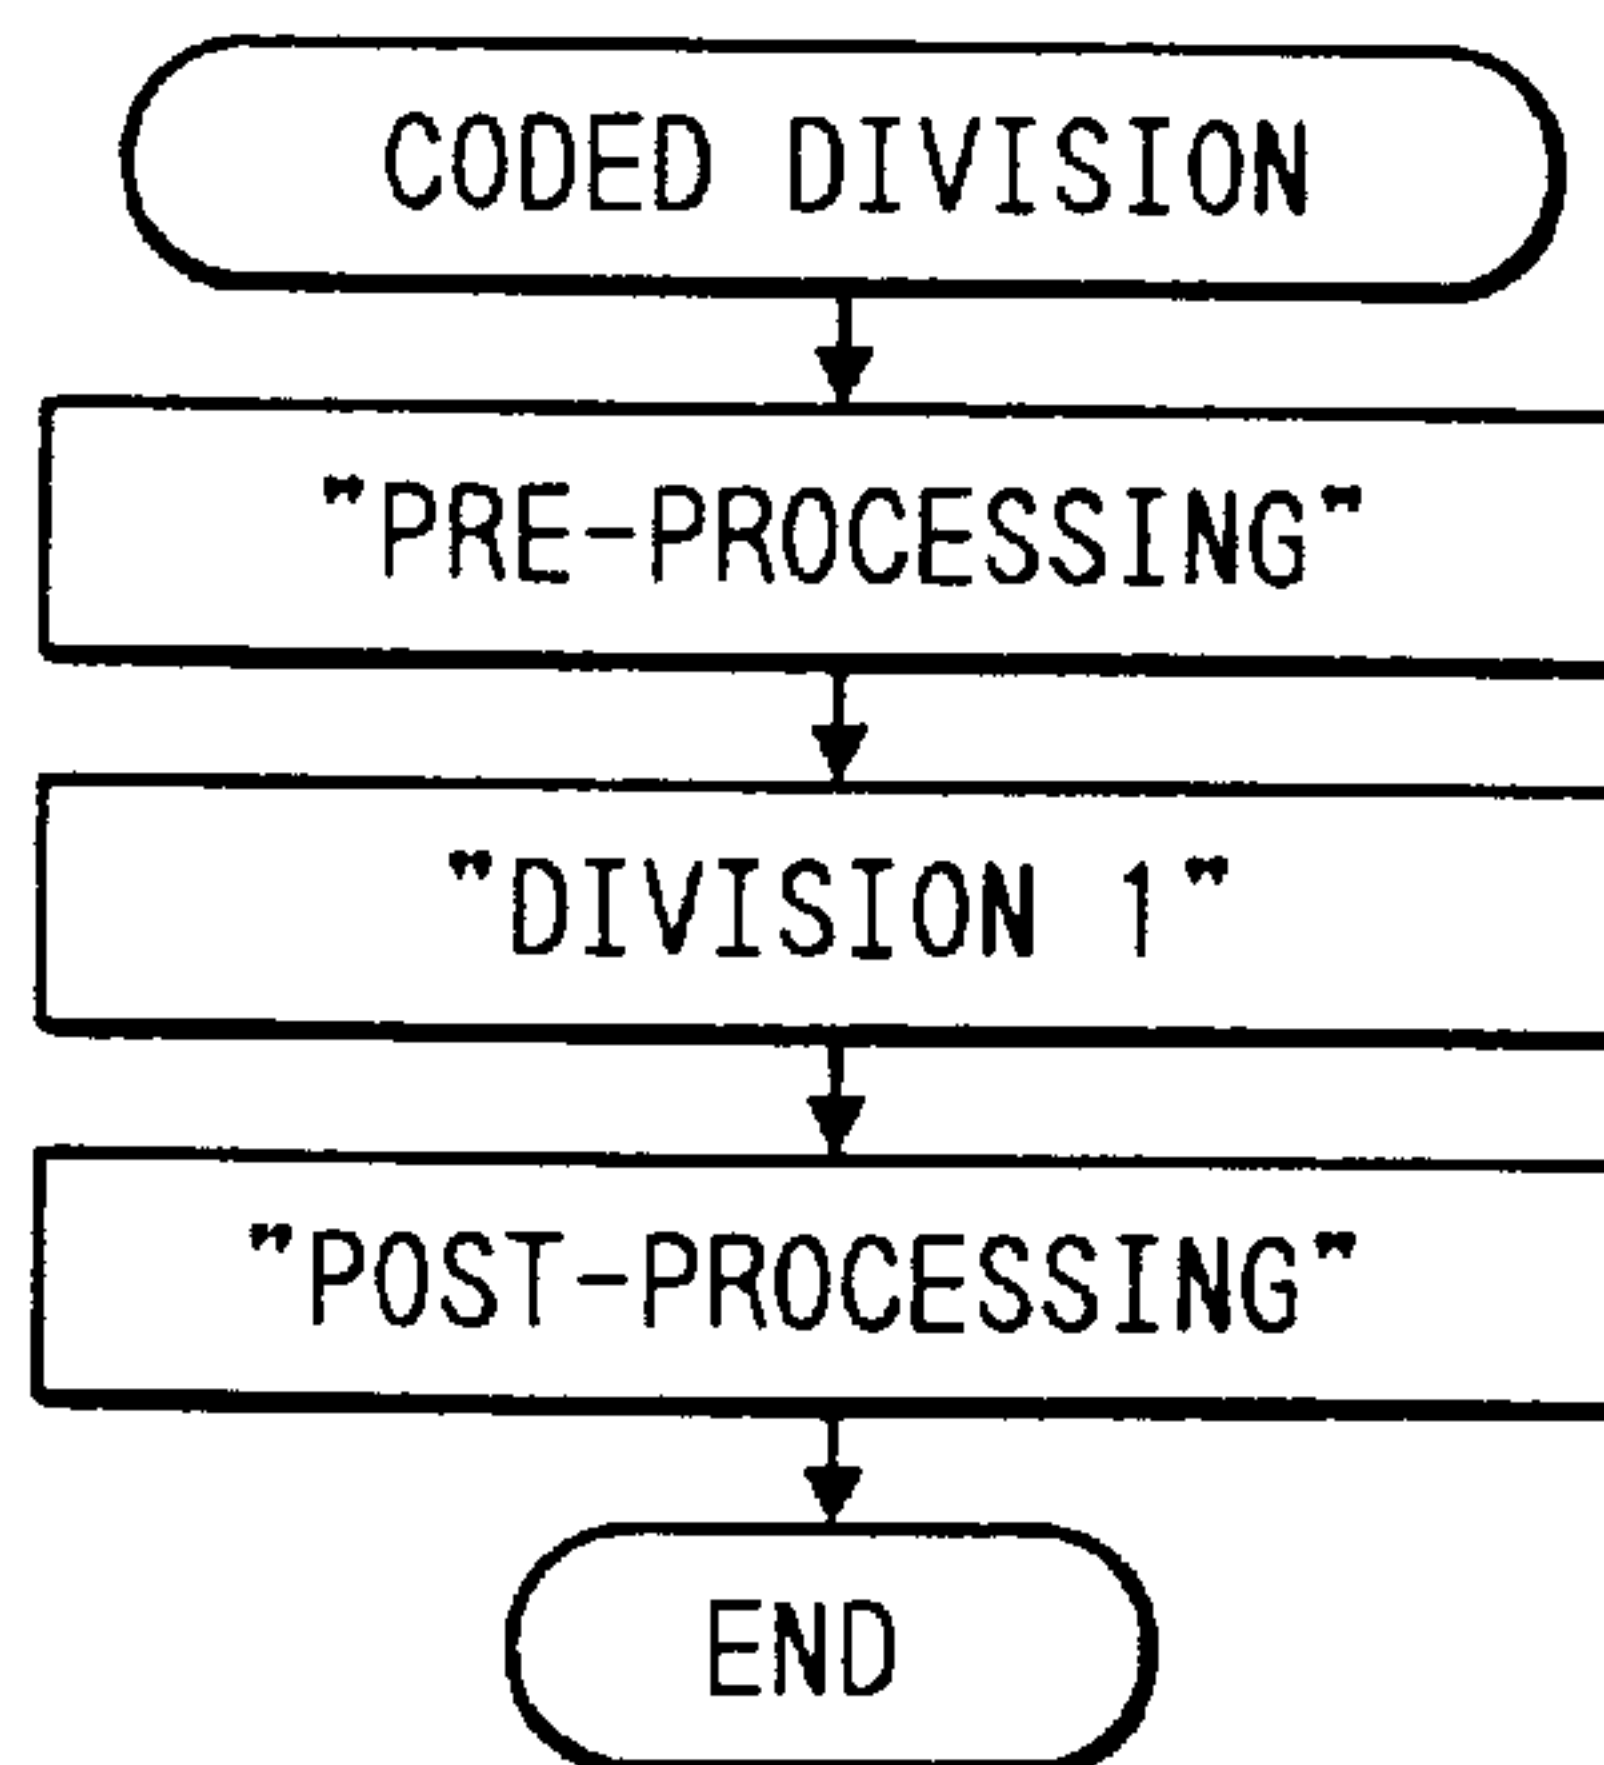 CODED DIVISION
"PRE-PROCESSING"
"DIVISION 1"
"POST-PROCESSING"
END